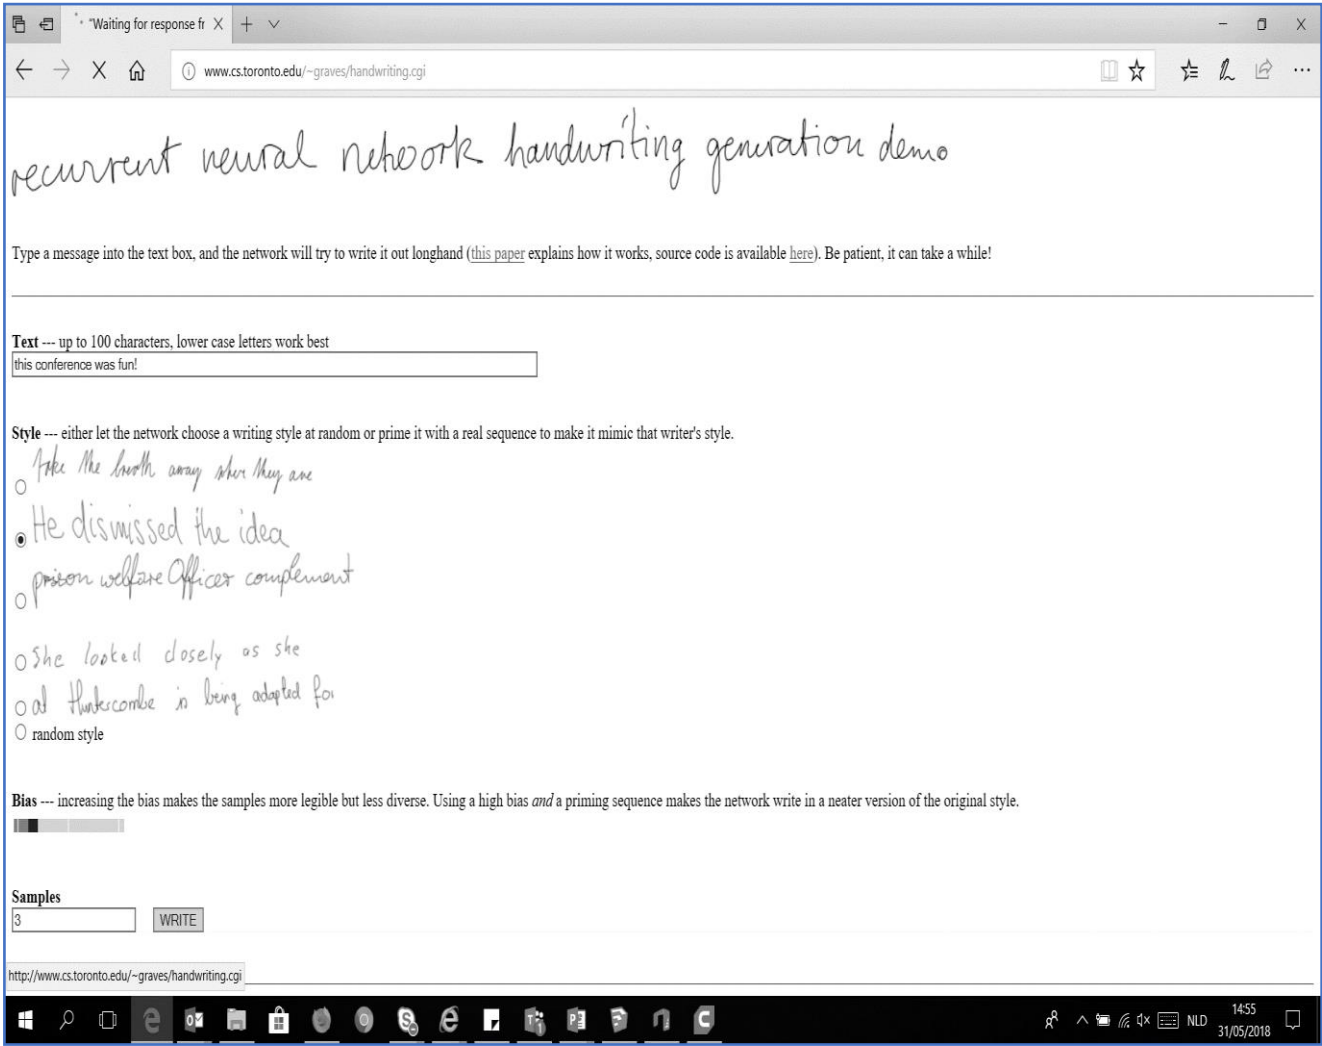 "Waiting for response fr
www.cs.toronto.edu/~graves/handwriting.cgi
recurrent neural network handwriting generation demo
Type a message into the text box, and the network will try to write it out longhand (this paper explains how it works, source code is available here). Be patient, it can take a while!
Text --- up to 100 characters, lower case letters work best
this conference was fun!
Style --- either let the network choose a writing style at random or prime it with a real sequence to make it mimic that writer's style.
take the breath away when they are
He dismissed the idea
prison welfare Officer complement
She looked closely as she
at Huntercombe is being adapted for
random style
Bias --- increasing the bias makes the samples more legible but less diverse. Using a high bias and a priming sequence makes the network write in a neater version of the original style.
Samples
3 WRITE
http://www.cs.toronto.edu/~graves/handwriting.cgi
NLD 14:55
31/05/2018